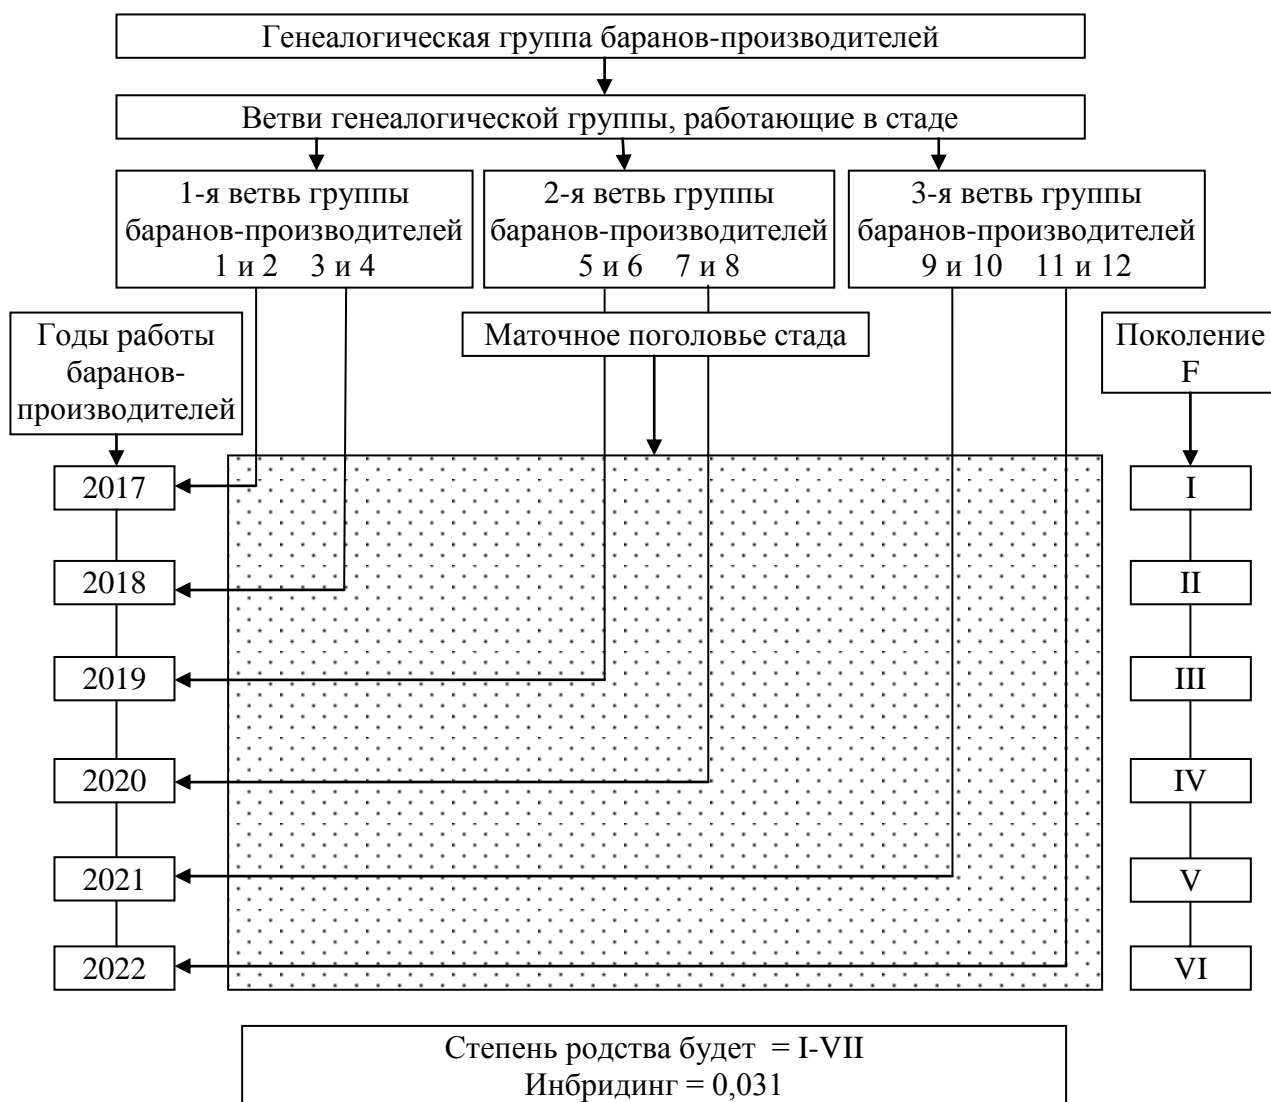 Генеалогическая группа баранов-производителей
Ветви генеалогической группы, работающие в стаде
1-я ветвь группы
баранов-производителей
1 и 2 3 и 4
2-я ветвь группы
баранов-производителей
5 и 6 7 и 8
3-я ветвь группы
баранов-производителей
9 и 10 11 и 12
Годы работы
баранов-
производителей
Маточное поголовье стада
Поколение
F
2017
I
2018
II
2019
III
2020
IV
2021
V
2022
VI
Степень родства будет = I-VII
Инбридинг = 0,031